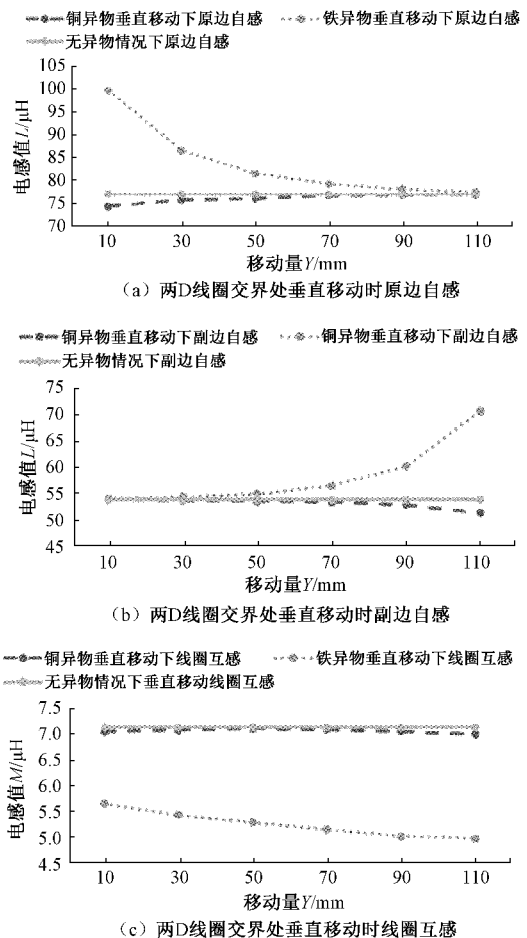 铜异物垂直移动下原边自感 铁异物垂直移动下原边自感
无异物情况下原边自感
105
100
95
90
85
80
75
70
电感值L/μH
10 30 50 70 90 110
移动量Y/mm
（a）两D线圈交界处垂直移动时原边自感
铜异物垂直移动下副边自感 铜异物垂直移动下副边自感
无异物情况下副边自感
75
70
65
60
55
50
45
电感值L/μH
10 30 50 70 90 110
移动量Y/mm
（b）两D线圈交界处垂直移动时副边自感
铜异物垂直移动下线圈互感 铁异物垂直移动下线圈互感
无异物情况下垂直移动线圈互感
7.5
7.0
6.5
6.0
5.5
5.0
4.5
电感值M/μH
10 30 50 70 90 110
移动量Y/mm
（c）两D线圈交界处垂直移动时线圈互感